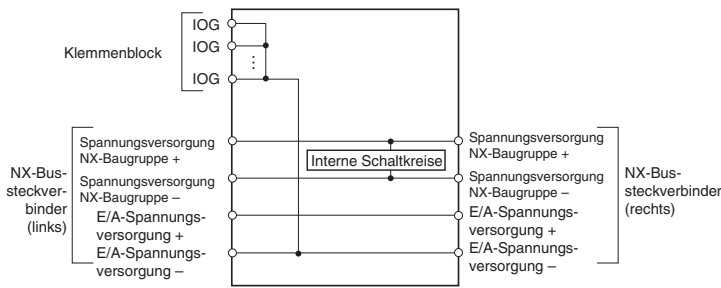 IOG
IOG
IOG
Klemmenblock
NX-Bus-
steckver-
binder
(links)
Spannungsversorgung
NX-Baugruppe +
Spannungsversorgung
NX-Baugruppe –
E/A-Spannungs-
versorgung +
E/A-Spannungs-
versorgung –
Interne Schaltkreise
Spannungsversorgung
NX-Baugruppe +
Spannungsversorgung
NX-Baugruppe –
E/A-Spannungs-
versorgung +
E/A-Spannungs-
versorgung –
NX-Bus-
steckverbinder
(rechts)